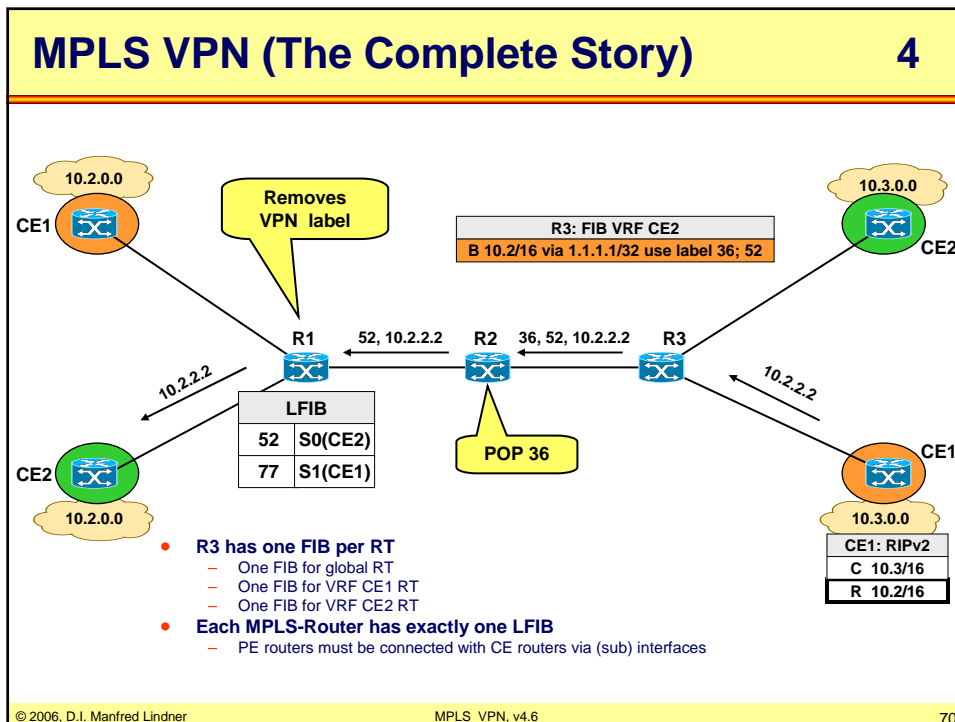 MPLS VPN (The Complete Story) 4
10.2.0.0
CE1
Removes
VPN label
R3: FIB VRF CE2
B 10.2/16 via 1.1.1.1/32 use label 36; 52
10.3.0.0
CE2
R1
52, 10.2.2.2
R2
36, 52, 10.2.2.2
R3
10.2.2.2
10.2.2.2
LFIB
52 S0(CE2)
77 S1(CE1)
POP 36
CE2
10.2.0.0
CE1
10.3.0.0
CE1: RIPv2
C 10.3/16
R 10.2/16
• R3 has one FIB per RT
– One FIB for global RT
– One FIB for VRF CE1 RT
– One FIB for VRF CE2 RT
• Each MPLS-Router has exactly one LFIB
– PE routers must be connected with CE routers via (sub) interfaces
© 2006, D.I. Manfred Lindner MPLS_VPN, v4.6 70